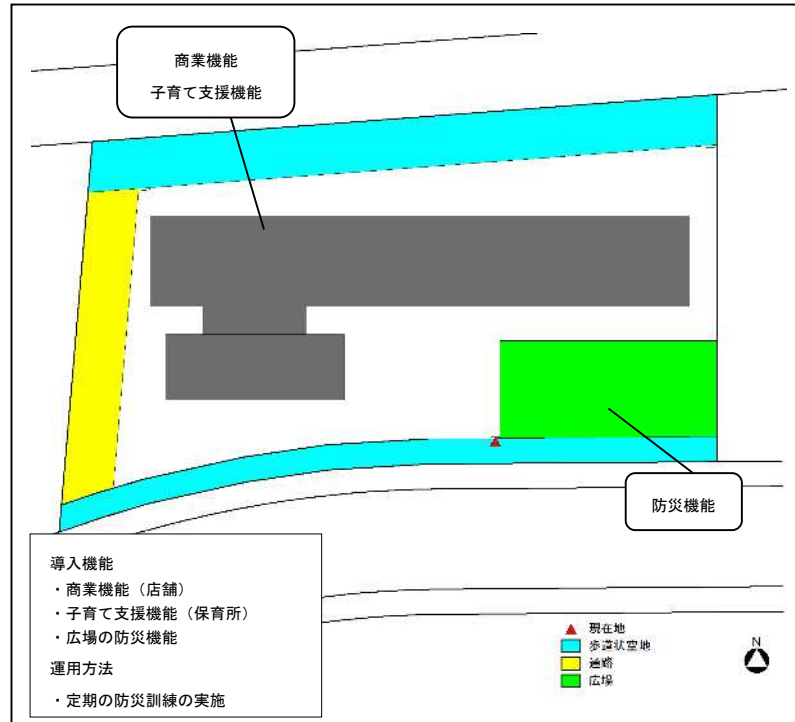 商業機能
子育て支援機能
防災機能
導入機能
・商業機能（店舗）
・子育て支援機能（保育所）
・広場の防災機能
運用方法
・定期の防災訓練の実施
現在地
歩道状空地
通路
広場
N